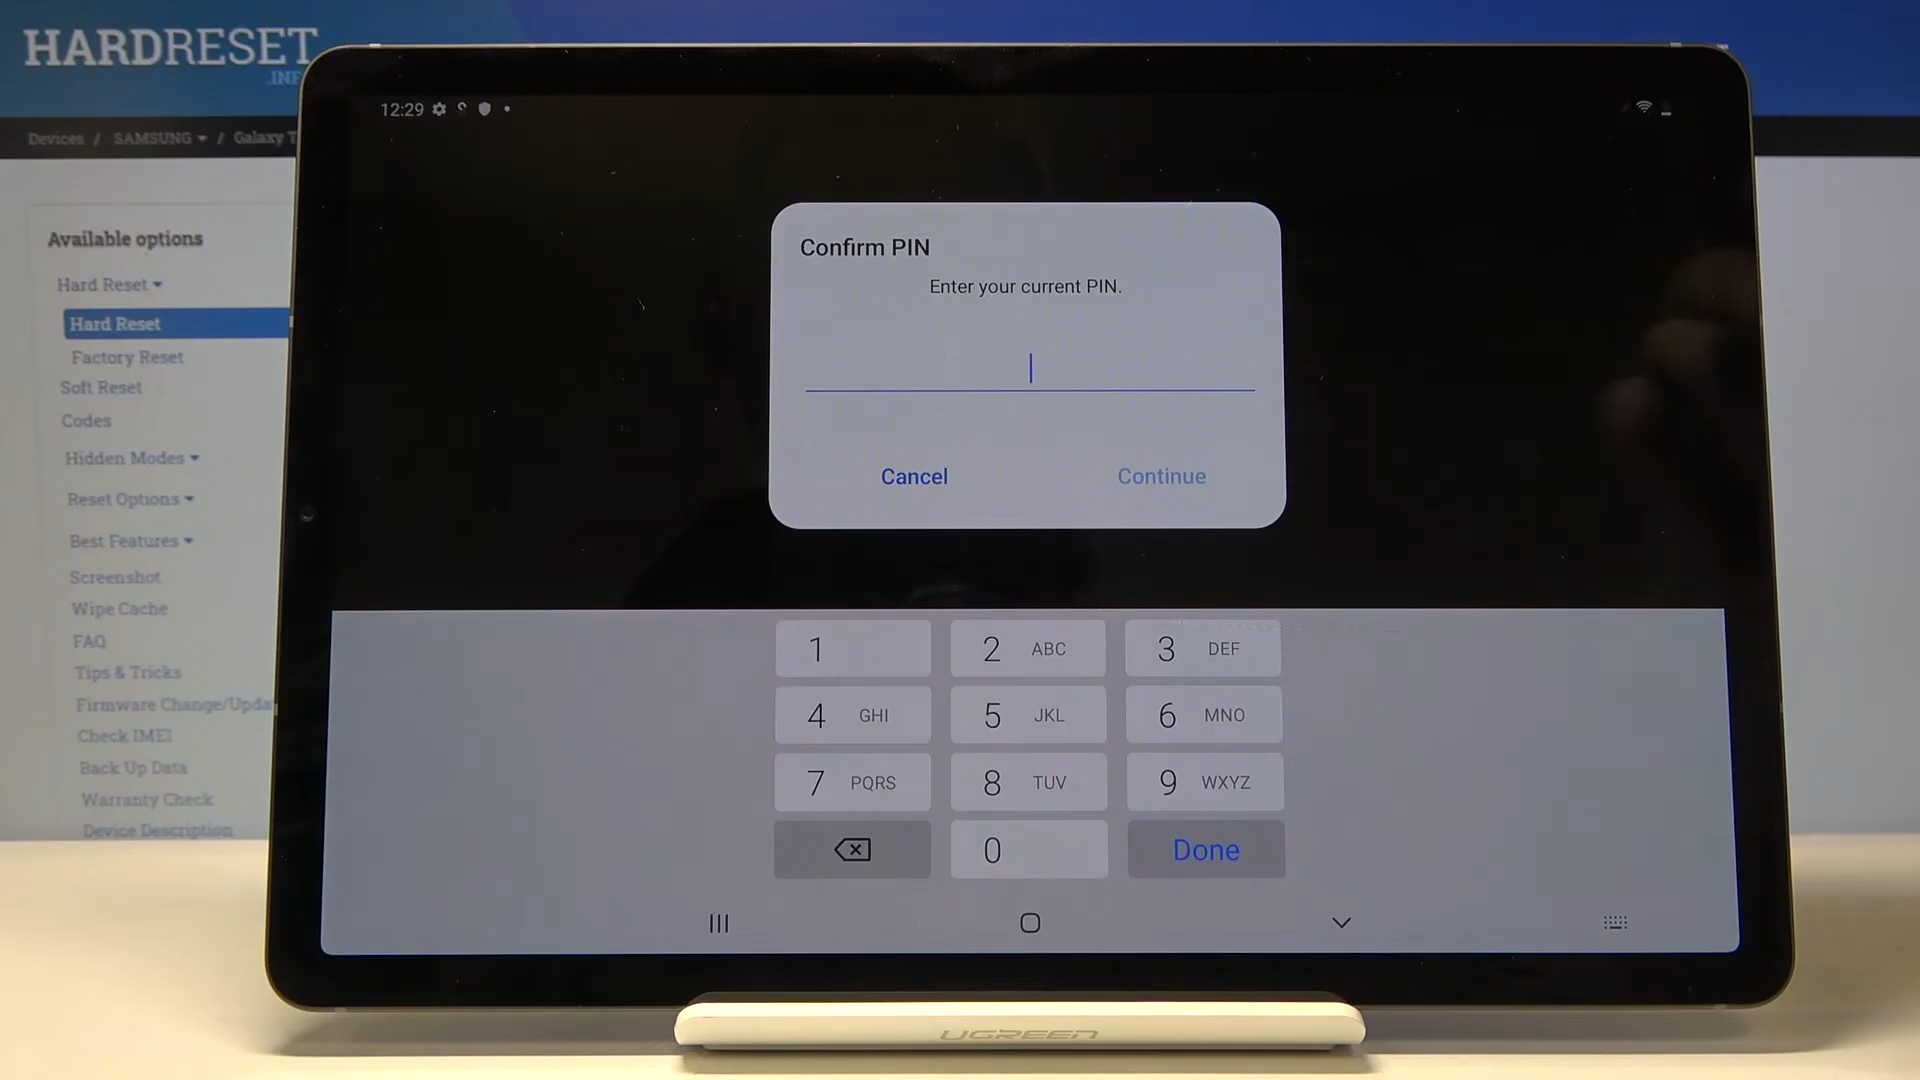 HARDRESET
.INF
Devices / SAMSUNG / Galaxy T
Available options
Hard Reset
Hard Reset
Factory Reset
Soft Reset
Codes
Hidden Modes
Reset Options
Best Features
Screenshot
Wipe Cache
FAQ
Tips & Tricks
Firmware Change/Upda
Check IMEI
Back Up Data
Warranty Check
Device Description
12:29
Confirm PIN
Enter your current PIN.
Cancel Continue
1 2 ABC 3 DEF
4 GHI 5 JKL 6 MNO
7 PQRS 8 TUV 9 WXYZ
0 Done
UGREEN